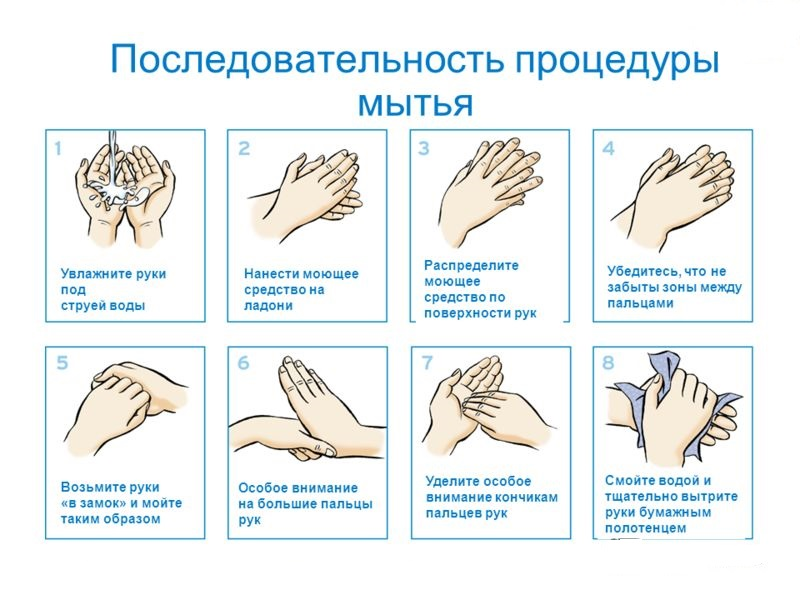 Последовательность процедуры
мытья
1
Увлажните руки
под
струей воды
2
Нанести моющее
средство на
ладони
3
Распределите
моющее
средство по
поверхности рук
4
Убедитесь, что не
забыты зоны между
пальцами
5
Возьмите руки
«в замок» и мойте
таким образом
6
Особое внимание
на большие пальцы
рук
7
Уделите особое
внимание кончикам
пальцев рук
8
Смойте водой и
тщательно вытрите
руки бумажным
полотенцем